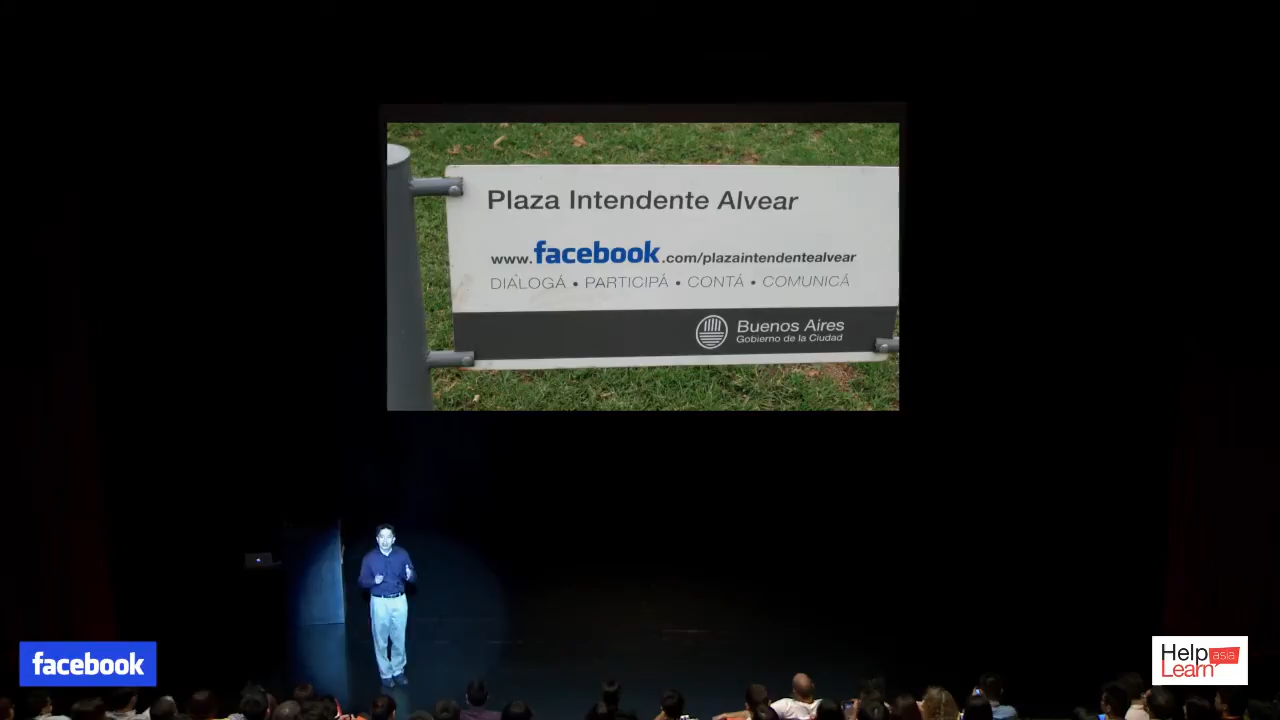 Plaza Intendente Alvear
www.facebook.com/plazaintendentealvear
DIÁLOGÁ • PARTICIPÁ • CONTÁ • COMUNICÁ
Buenos Aires
Gobierno de la Ciudad
facebook
Help
asia
Learn